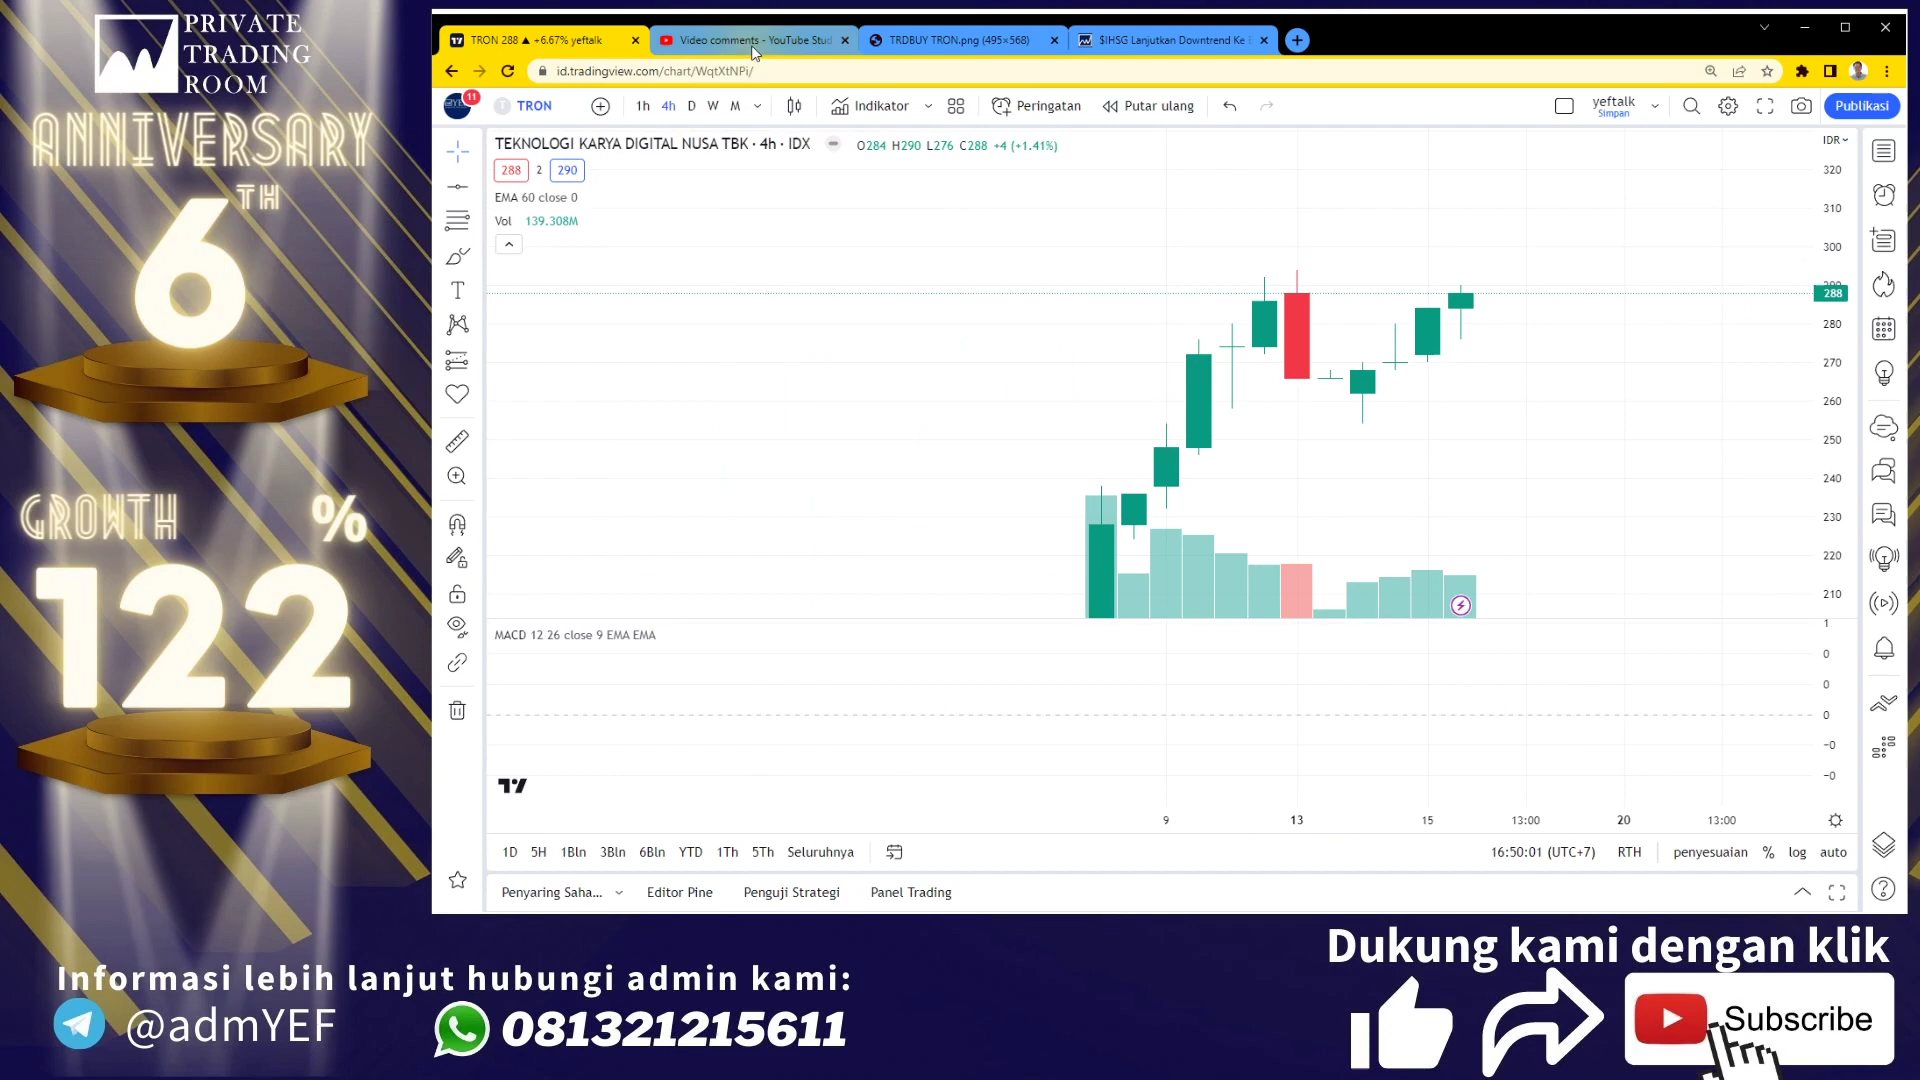 PRIVATE
TRADING
ROOM
ANNIVERSARY
6
TH
GROWTH
%
122
TRON 288 ▲ +6.67% yeftalk
Video comments - YouTube Stud
TRDBUY TRON.png (495×568)
$IHSG Lanjutkan Downtrend Ke
id.tradingview.com/chart/WqtXtNPi/
11
TRON
1h
4h
D
W
M
Indikator
Peringatan
Putar ulang
yeftalk
Simpan
Publikasi
TEKNOLOGI KARYA DIGITAL NUSA TBK · 4h · IDX
O284 H290 L276 C288 +4 (+1.41%)
288
2
290
EMA 60 close 0
Vol 139.308M
IDR
320
310
300
288
280
270
260
250
240
230
220
210
MACD 12 26 close 9 EMA EMA
1
0
0
0
-0
-0
9
13
15
13:00
20
13:00
1D
5H
1Bln
3Bln
6Bln
YTD
1Th
5Th
Seluruhnya
16:50:01 (UTC+7)
RTH
penyesuaian
%
log
auto
Penyaring Saha...
Editor Pine
Penguji Strategi
Panel Trading
Informasi lebih lanjut hubungi admin kami:
@admYEF
081321215611
Dukung kami dengan klik
Subscribe